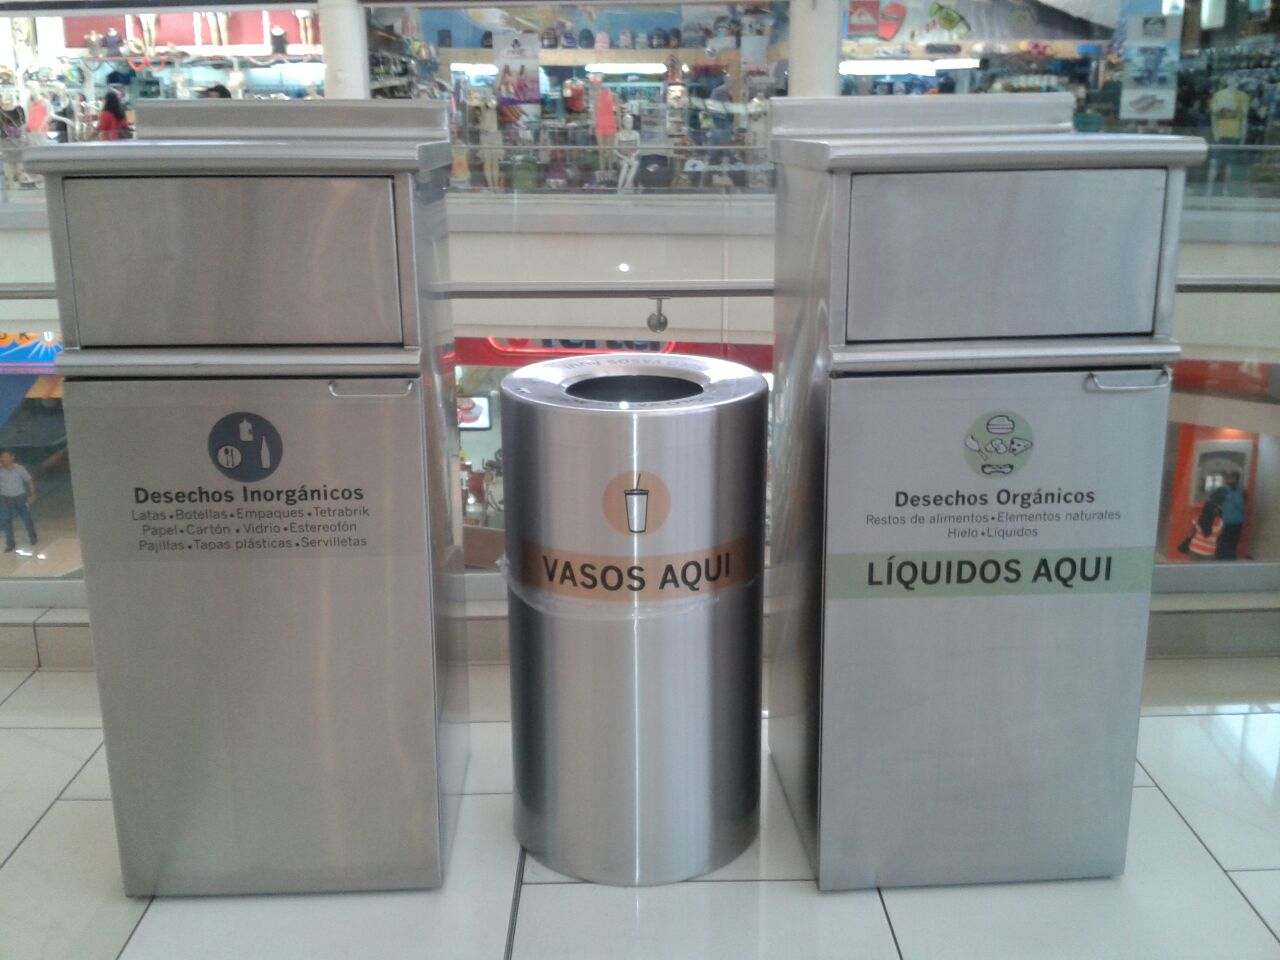 Desechos Inorgánicos
Latas • Botellas • Empaques • Tetrabrik
Papel • Cartón • Vidrio • Estereofón
Pajillas • Tapas plásticas • Servilletas
VASOS AQUI
Desechos Orgánicos
Restos de alimentos • Elementos naturales
Hielo • Líquidos
LÍQUIDOS AQUI